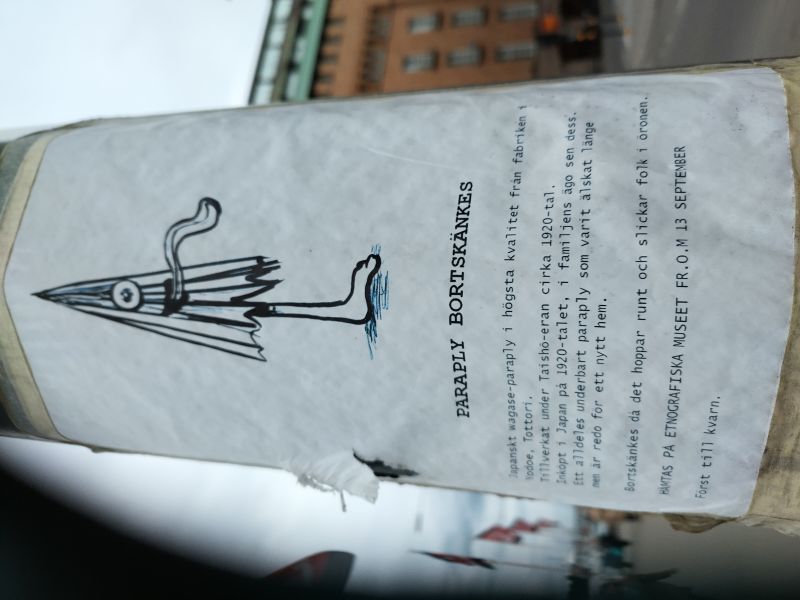 PARAPLY BORTSKÄNKES
Japanskt wagase-paraply i högsta kvalitet från fabriken i
Yodoe, Tottori.
Tillverkat under Taishō-eran cirka 1920-tal.
Inköpt i Japan på 1920-talet, i familjens ägo sen dess.
Ett alldeles underbart paraply som varit älskat länge
men är redo för ett nytt hem.
Bortskänkes då det hoppar runt och slickar folk i öronen.
HÄMTAS PÅ ETNOGRAFISKA MUSEET FR.O.M 13 SEPTEMBER
Först till kvarn.